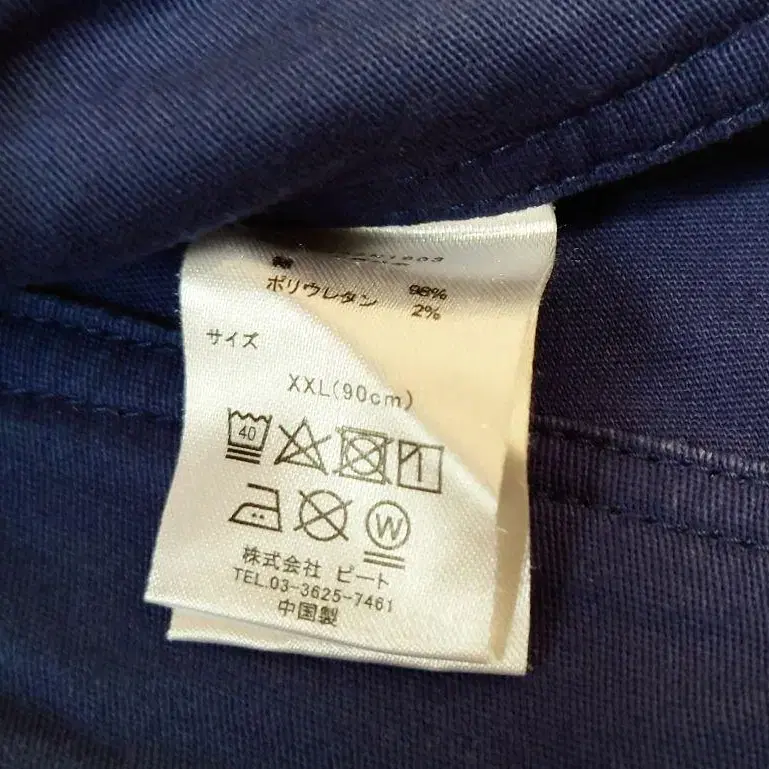 綿 98%
ポリウレタン 2%
サイズ
XXL(90cm)
40
W
株式会社 ビート
TEL.03-3625-7461
中国製